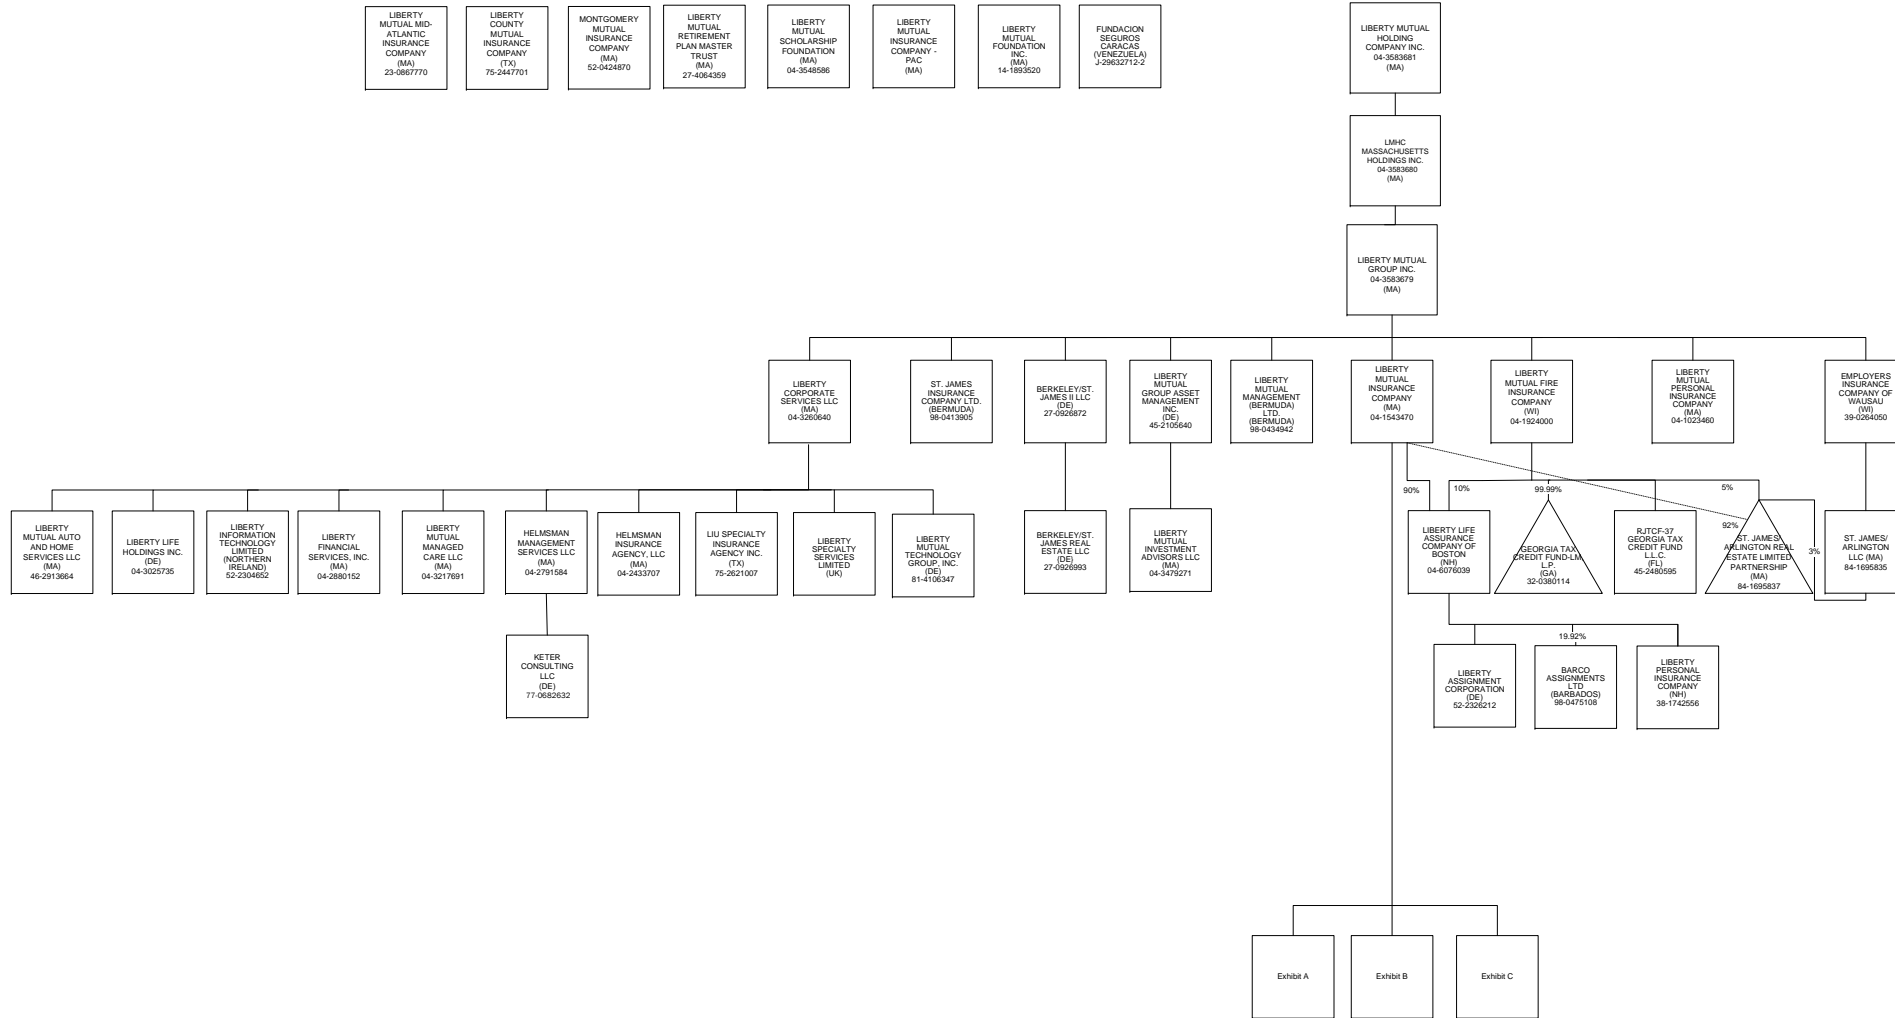 LIBERTY
MUTUAL MID-
ATLANTIC
INSURANCE
COMPANY
(MA)
23-0867770
LIBERTY
COUNTY
MUTUAL
INSURANCE
COMPANY
(TX)
75-2447701
MONTGOMERY
MUTUAL
INSURANCE
COMPANY
(MA)
52-0424870
LIBERTY
MUTUAL
RETIREMENT
PLAN MASTER
TRUST
(MA)
27-4064359
LIBERTY
MUTUAL
SCHOLARSHIP
FOUNDATION
(MA)
04-3548586
LIBERTY
MUTUAL
INSURANCE
COMPANY -
PAC
(MA)
LIBERTY
MUTUAL
FOUNDATION
INC.
(MA)
14-1893520
FUNDACION
SEGUROS
CARACAS
(VENEZUELA)
J-29632712-2
LIBERTY MUTUAL
HOLDING
COMPANY INC.
04-3583681
(MA)
LMHC
MASSACHUSETTS
HOLDINGS INC.
04-3583680
(MA)
LIBERTY MUTUAL
GROUP INC.
04-3583679
(MA)
LIBERTY
CORPORATE
SERVICES LLC
(MA)
04-3260640
ST. JAMES
INSURANCE
COMPANY LTD.
(BERMUDA)
98-0413905
BERKELEY/ST.
JAMES II LLC
(DE)
27-0926872
LIBERTY
MUTUAL
GROUP ASSET
MANAGEMENT
INC.
(DE)
45-2105640
LIBERTY
MUTUAL
MANAGEMENT
(BERMUDA)
LTD.
(BERMUDA)
98-0434942
LIBERTY
MUTUAL
INSURANCE
COMPANY
(MA)
04-1543470
LIBERTY
MUTUAL FIRE
INSURANCE
COMPANY
(WI)
04-1924000
LIBERTY
MUTUAL
PERSONAL
INSURANCE
COMPANY
(MA)
04-1023460
EMPLOYERS
INSURANCE
COMPANY OF
WAUSAU
(WI)
39-0264050
90%
10%
99.99%
5%
92%
3%
LIBERTY
MUTUAL AUTO
AND HOME
SERVICES LLC
(MA)
46-2913664
LIBERTY LIFE
HOLDINGS INC.
(DE)
04-3025735
LIBERTY
INFORMATION
TECHNOLOGY
LIMITED
(NORTHERN
IRELAND)
52-2304652
LIBERTY
FINANCIAL
SERVICES, INC.
(MA)
04-2880152
LIBERTY
MUTUAL
MANAGED
CARE LLC
(MA)
04-3217691
HELMSMAN
MANAGEMENT
SERVICES LLC
(MA)
04-2791584
HELMSMAN
INSURANCE
AGENCY, LLC
(MA)
04-2433707
LIU SPECIALTY
INSURANCE
AGENCY INC.
(TX)
75-2621007
LIBERTY
SPECIALTY
SERVICES
LIMITED
(UK)
LIBERTY
MUTUAL
TECHNOLOGY
GROUP, INC.
(DE)
81-4106347
BERKELEY/ST.
JAMES REAL
ESTATE LLC
(DE)
27-0926993
LIBERTY
MUTUAL
INVESTMENT
ADVISORS LLC
(MA)
04-3479271
LIBERTY LIFE
ASSURANCE
COMPANY OF
BOSTON
(NH)
04-6076039
GEORGIA TAX
CREDIT FUND-LM
L.P.
(GA)
32-0380114
RJTCF-37
GEORGIA TAX
CREDIT FUND
L.L.C.
(FL)
45-2480595
ST. JAMES/
ARLINGTON REAL
ESTATE LIMITED
PARTNERSHIP
(MA)
84-1695837
ST. JAMES/
ARLINGTON
LLC (MA)
84-1695835
KETER
CONSULTING
LLC
(DE)
77-0682632
19.92%
LIBERTY
ASSIGNMENT
CORPORATION
(DE)
52-2326212
BARCO
ASSIGNMENTS
LTD
(BARBADOS)
98-0475108
LIBERTY
PERSONAL
INSURANCE
COMPANY
(NH)
38-1742556
Exhibit A
Exhibit B
Exhibit C